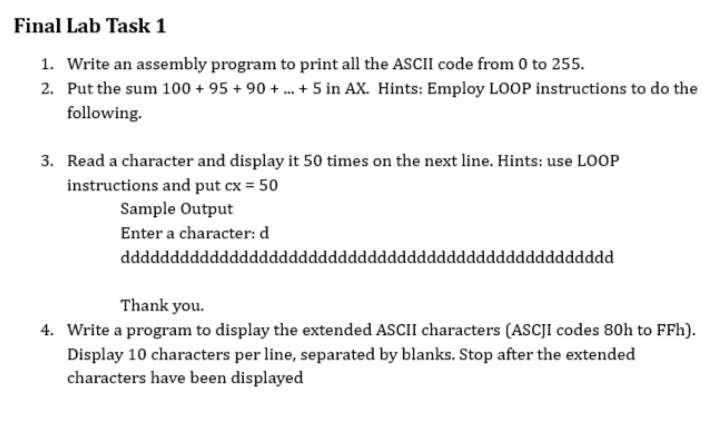 Final Lab Task 1
1. Write an assembly program to print all the ASCII code from 0 to 255.
2. Put the sum 100 + 95 + 90 + ... + 5 in AX. Hints: Employ LOOP instructions to do the
following.
3. Read a character and display it 50 times on the next line. Hints: use LOOP
instructions and put cx = 50
Sample Output
Enter a character: d
dddddddddddddddddddddddddddddddddddddddddddddddddd
Thank you.
4. Write a program to display the extended ASCII characters (ASCJI codes 80h to FFh).
Display 10 characters per line, separated by blanks. Stop after the extended
characters have been displayed